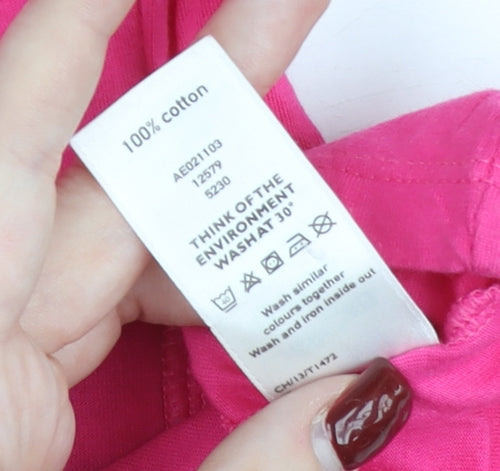 100% cotton
AE021103
12579
5230
THINK OF THE
ENVIRONMENT
WASH AT 30°
40
Wash similar
colours together
Wash and iron inside out
CH/13/T1472